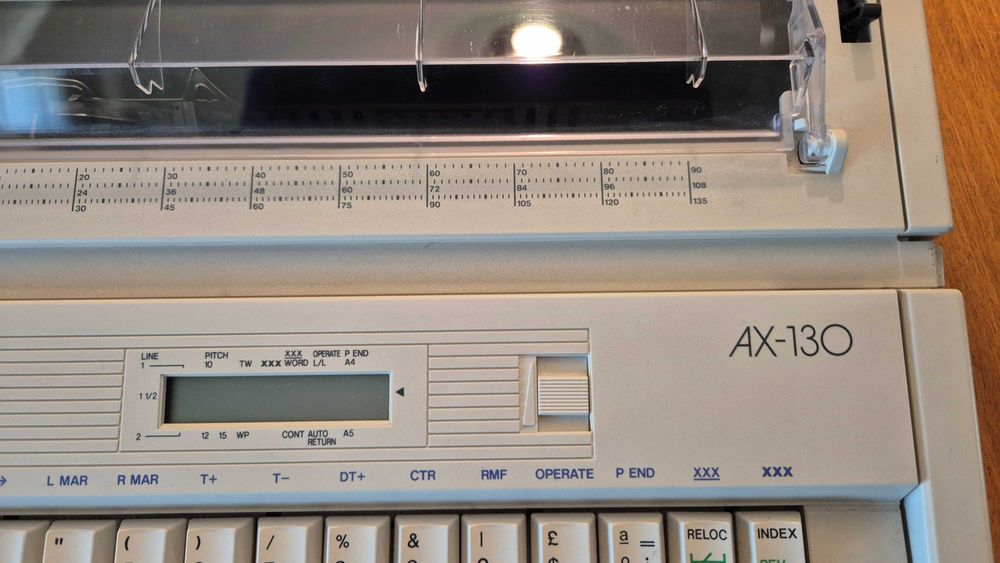 20 30 40 50 60 70 80 90
24 36 48 60 72 84 96 108
30 45 60 75 90 105 120 135
AX-130
LINE PITCH XXX OPERATE P END
1 10 TW XXX WORD L/L A4
1 1/2
2 12 15 WP CONT AUTO A5
RETURN
→ L MAR R MAR T+ T− DT+ CTR RMF OPERATE P END XXX XXX
" ( ) / % & | £ ª = RELOC INDEX